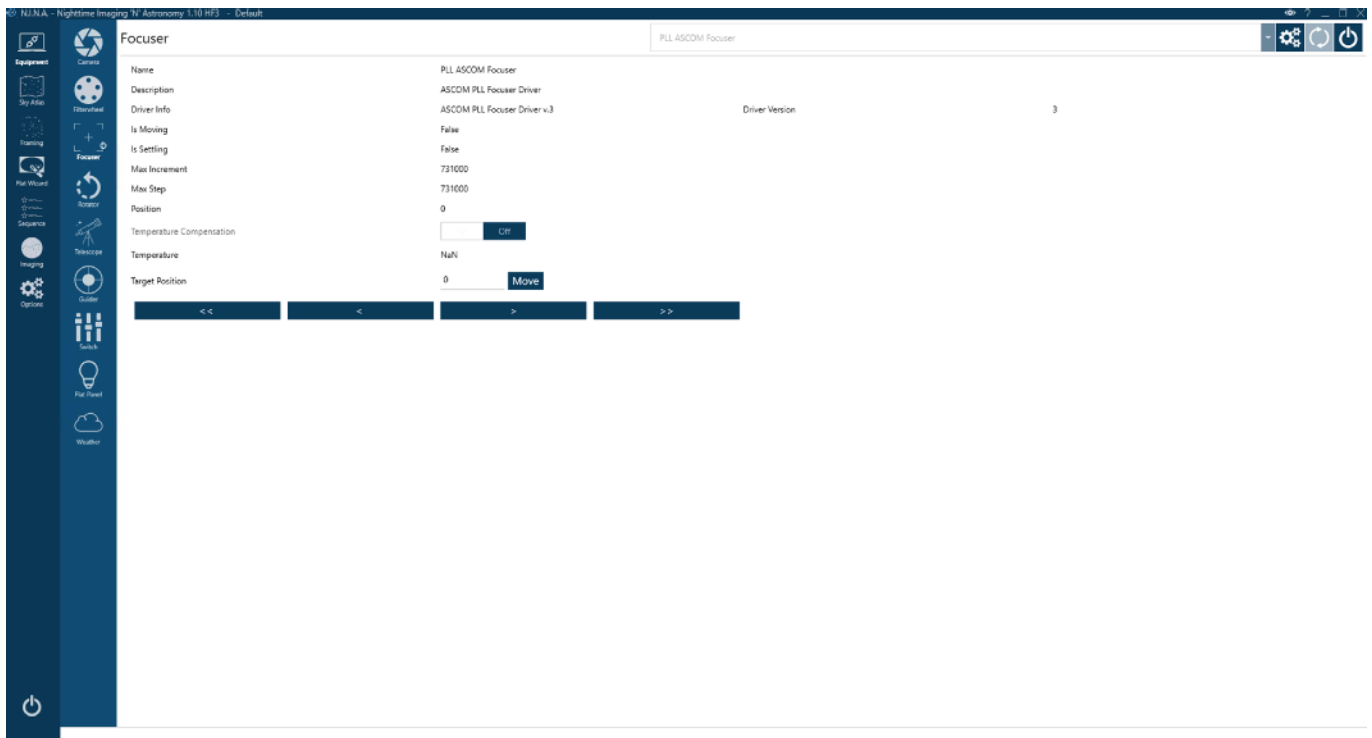 N.I.N.A. - Nighttime Imaging 'N' Astronomy 1.10 HF3 - Default
Equipment
Sky Atlas
Framing
Flat Wizard
Sequence
Imaging
Options
Camera
Filterwheel
Focuser
Rotator
Telescope
Guider
Switch
Flat Panel
Weather
Focuser
PLL ASCOM Focuser
Name PLL ASCOM Focuser
Description ASCOM PLL Focuser Driver
Driver Info ASCOM PLL Focuser Driver v.3 Driver Version 3
Is Moving False
Is Settling False
Max Increment 731000
Max Step 731000
Position 0
Temperature Compensation Off
Temperature NaN
Target Position 0 Move
<< < > >>